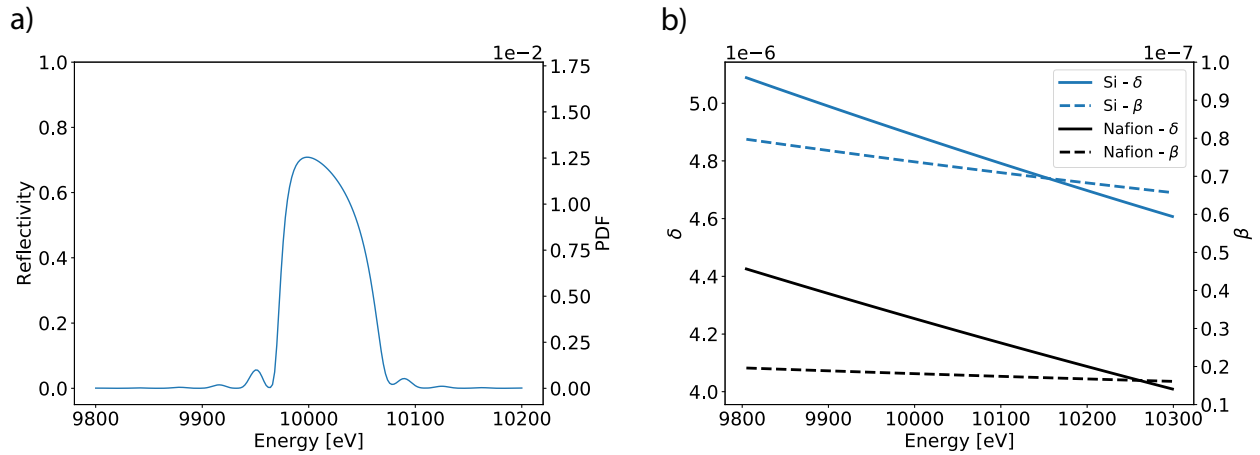 a)
1e−2
1.0
0.8
0.6
0.4
0.2
0.0
Reflectivity
1.75
1.50
1.25
1.00
0.75
0.50
0.25
0.00
PDF
9800
9900
10000
10100
10200
Energy [eV]
b)
1e−6
1e−7
5.0
4.8
4.6
4.4
4.2
4.0
δ
1.0
0.9
0.8
0.7
0.6
0.5
0.4
0.3
0.2
0.1
β
Si - δ
Si - β
Nafion - δ
Nafion - β
9800
9900
10000
10100
10200
10300
Energy [eV]